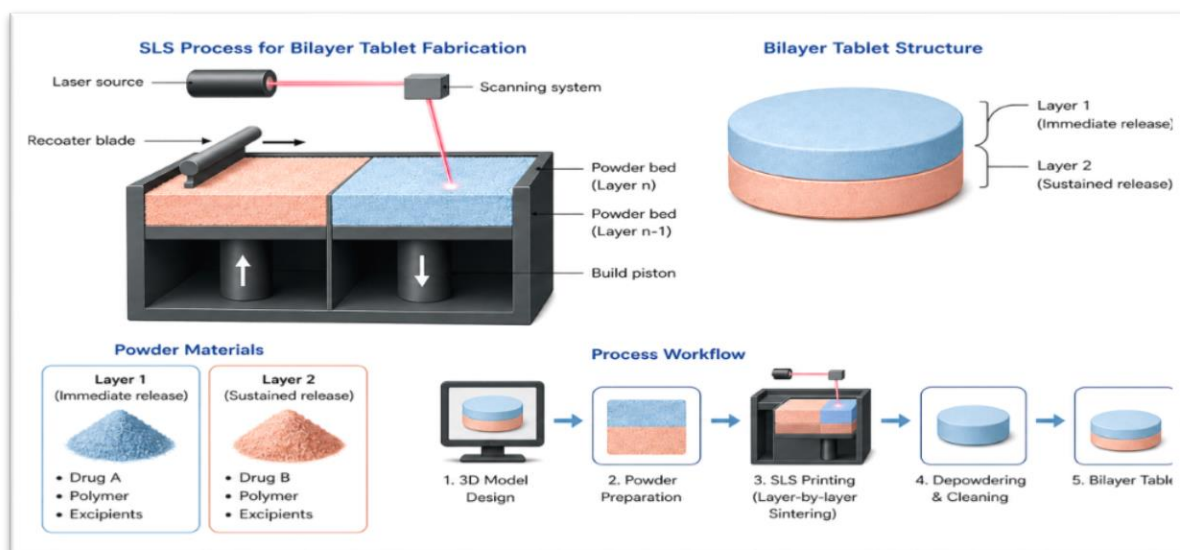 SLS Process for Bilayer Tablet Fabrication
Laser source
Scanning system
Recoater blade
Powder bed
(Layer n)
Powder bed
(Layer n-1)
Build piston
Bilayer Tablet Structure
Layer 1
(Immediate release)
Layer 2
(Sustained release)
Powder Materials
Layer 1
(Immediate release)
• Drug A
• Polymer
• Excipients
Layer 2
(Sustained release)
• Drug B
• Polymer
• Excipients
Process Workflow
1. 3D Model
Design
2. Powder
Preparation
3. SLS Printing
(Layer-by-layer
Sintering)
4. Depowdering
& Cleaning
5. Bilayer Table